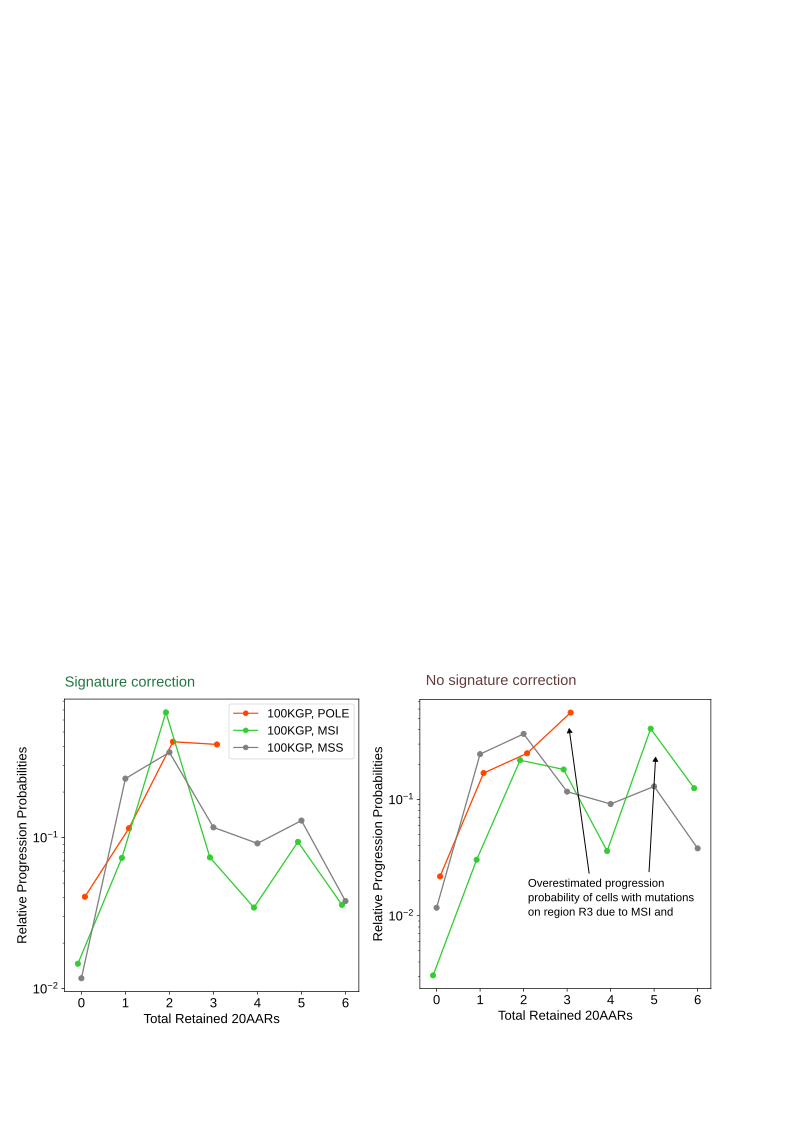 Signature correction
No signature correction
100KGP, POLE
100KGP, MSI
100KGP, MSS
Relative Progression Probabilities
10⁻¹
10⁻²
0 1 2 3 4 5 6
Total Retained 20AARs
Relative Progression Probabilities
10⁻¹
10⁻²
Overestimated progression
probability of cells with mutations
on region R3 due to MSI and
0 1 2 3 4 5 6
Total Retained 20AARs